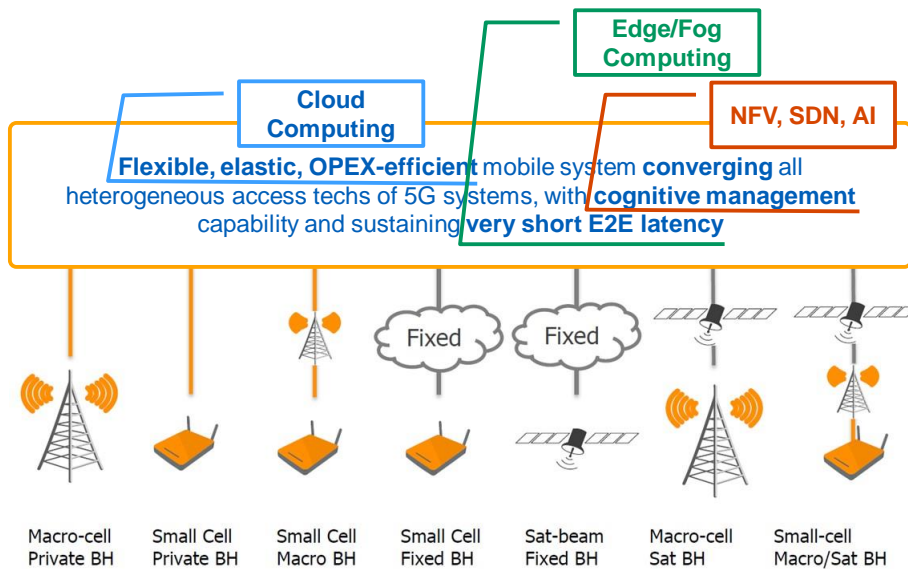 Edge/Fog
Computing
Cloud
Computing
NFV, SDN, AI
Flexible, elastic, OPEX-efficient mobile system converging all
heterogeneous access techs of 5G systems, with cognitive management
capability and sustaining very short E2E latency
Fixed
Fixed
Macro-cell
Private BH
Small Cell
Private BH
Small Cell
Macro BH
Small Cell
Fixed BH
Sat-beam
Fixed BH
Macro-cell
Sat BH
Small-cell
Macro/Sat BH